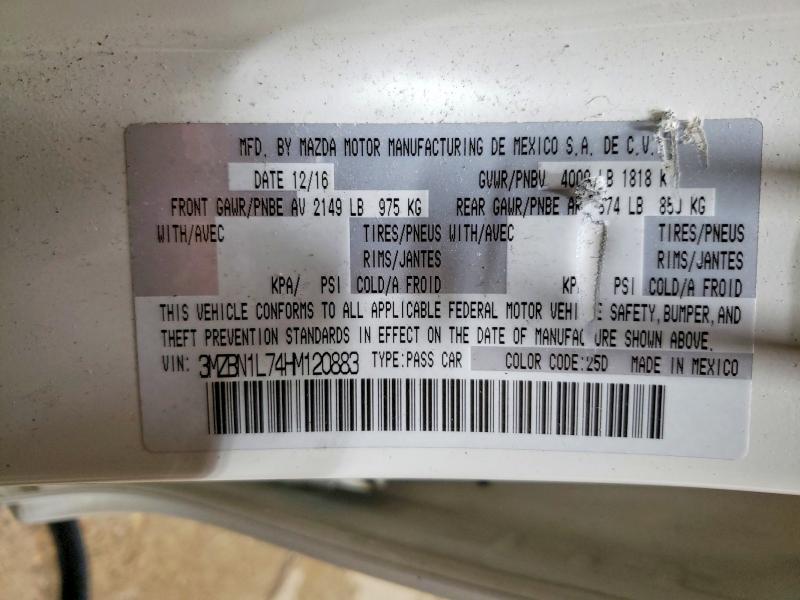 MFD. BY MAZDA MOTOR MANUFACTURING DE MEXICO S.A. DE C.V.
DATE 12/16 GVWR/PNBV LB 1818 K
FRONT GAWR/PNBE AV 2149 LB 975 KG REAR GAWR/PNBE LB KG
WITH/AVEC TIRES/PNEUS WITH/AVEC TIRES/PNEUS
RIMS/JANTES RIMS/JANTES
KPA/ PSI COLD/A FROID KP PSI COLD/A FROID
THIS VEHICLE CONFORMS TO ALL APPLICABLE FEDERAL MOTOR SAFETY,BUMPER,AND
THEFT PREVENTION STANDARDS IN EFFECT ON THE DATE OF SHOWN ABOVE.
VIN: 3MZBN1L74HM120883 TYPE:PASS CAR COLOR CODE:25D MADE IN MEXICO